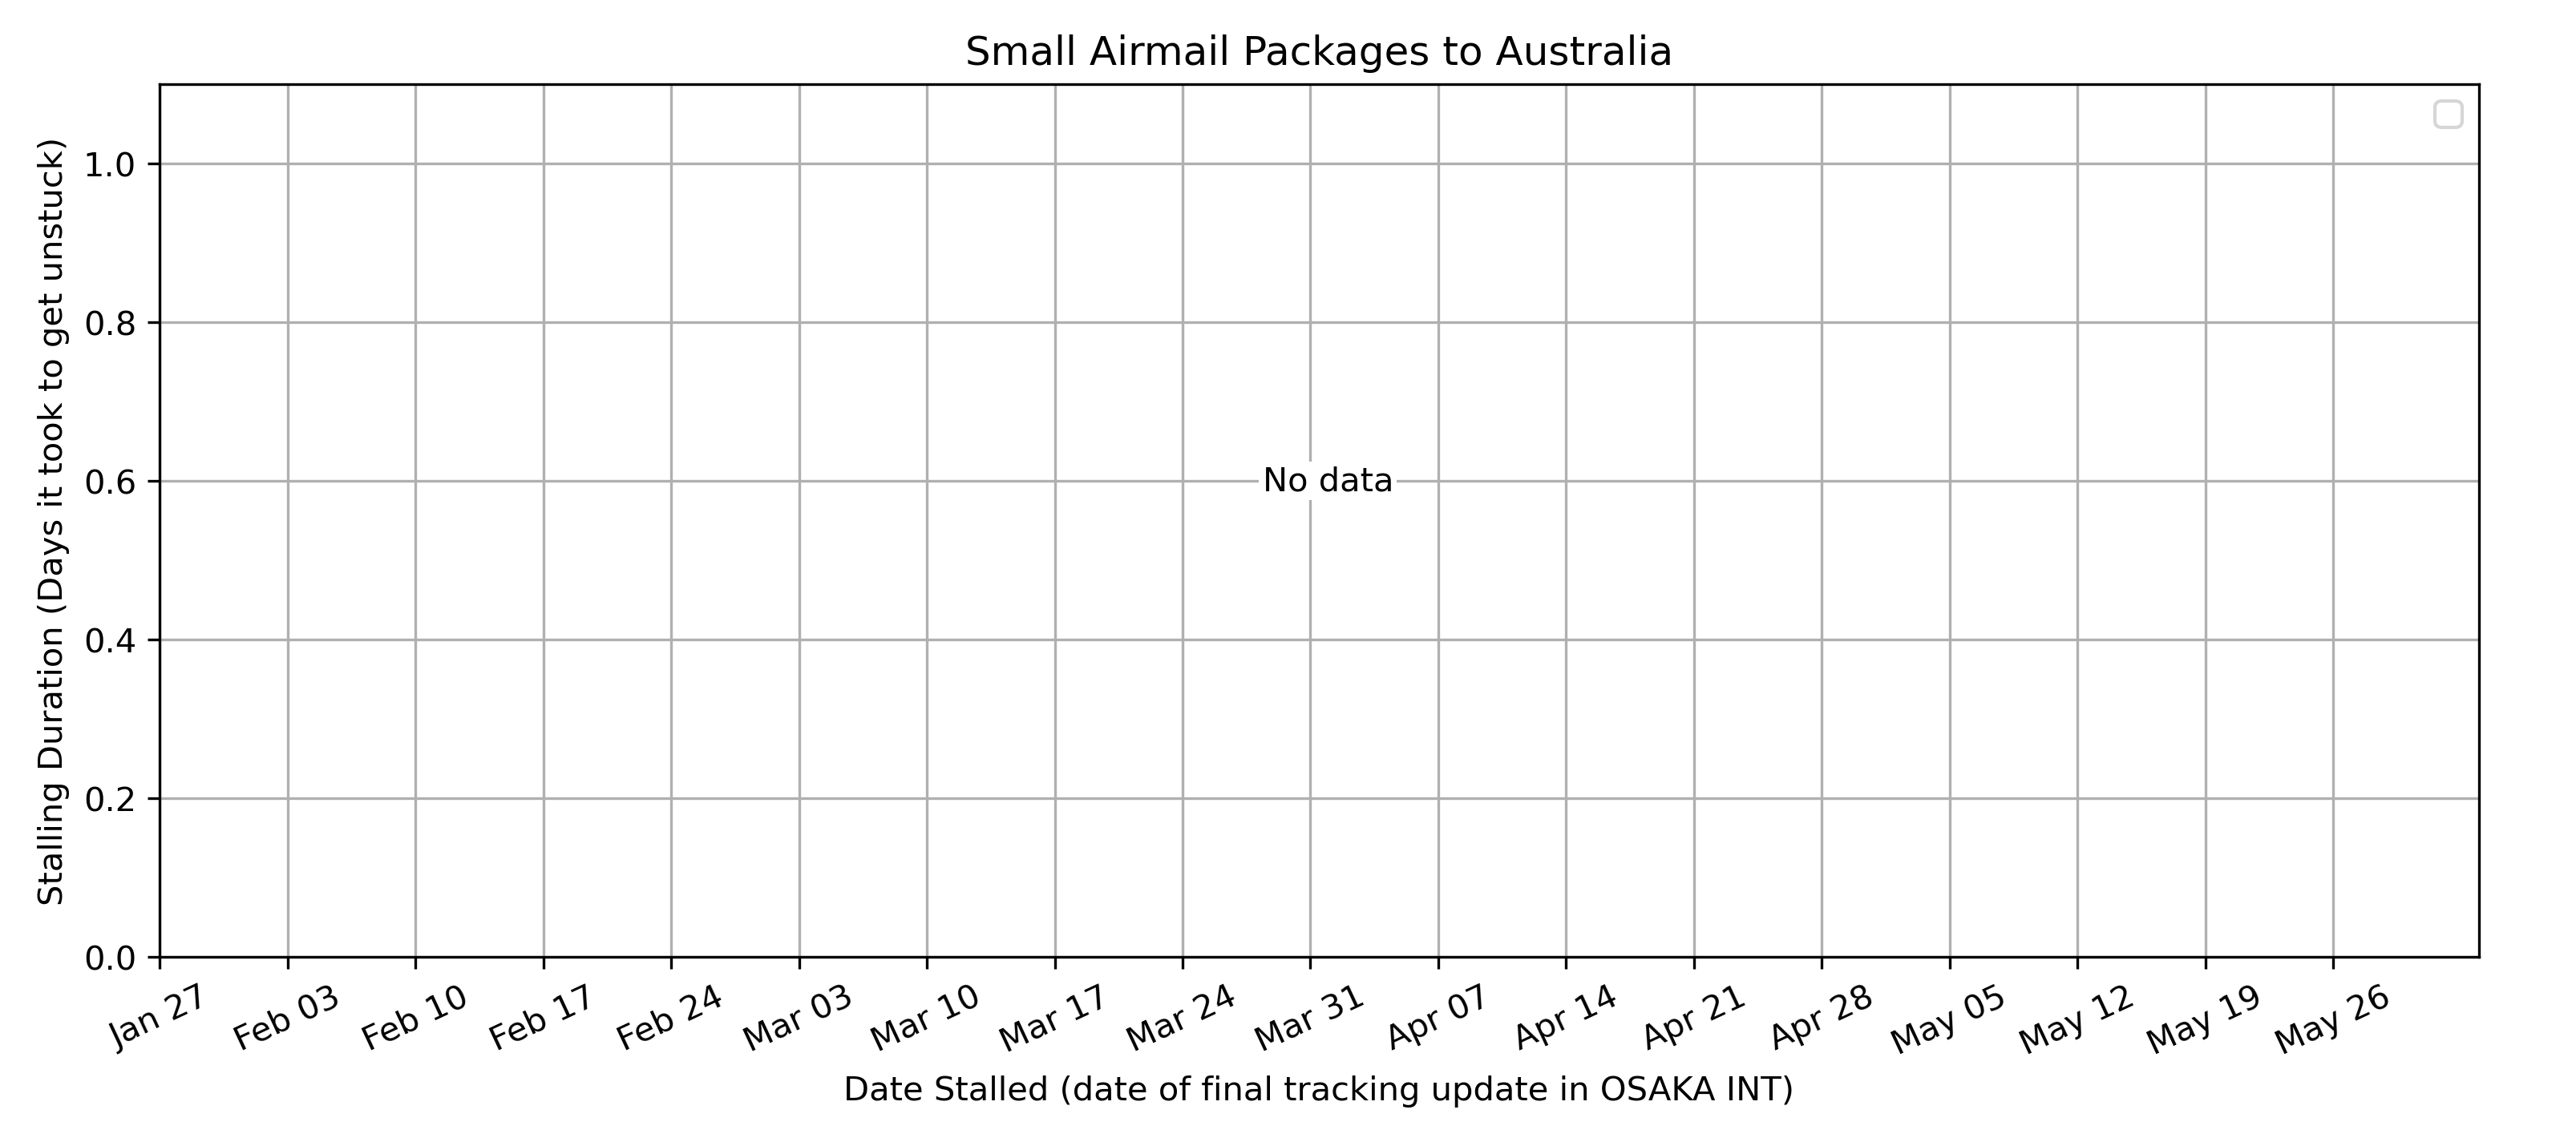 Small Airmail Packages to Australia
Stalling Duration (Days it took to get unstuck)
1.0
0.8
0.6
0.4
0.2
0.0
No data
Jan 27
Feb 03
Feb 10
Feb 17
Feb 24
Mar 03
Mar 10
Mar 17
Mar 24
Mar 31
Apr 07
Apr 14
Apr 21
Apr 28
May 05
May 12
May 19
May 26
Date Stalled (date of final tracking update in OSAKA INT)